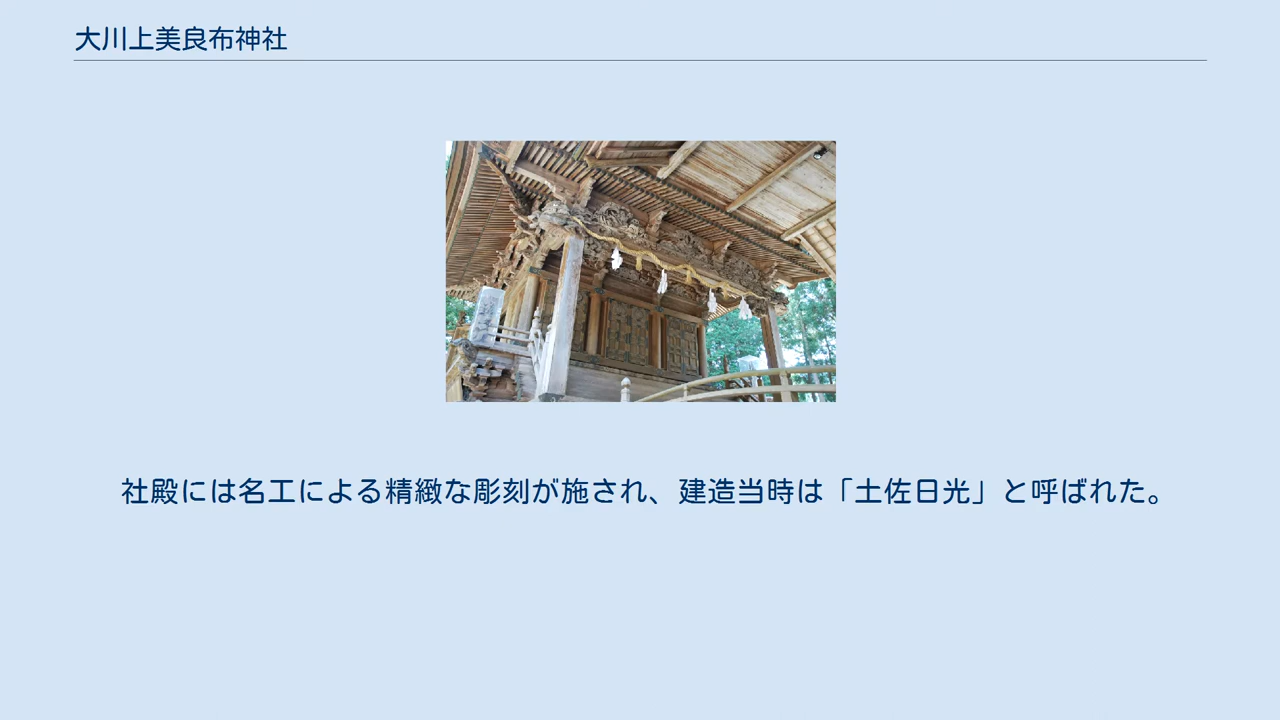 大川上美良布神社
社殿には名工による精緻な彫刻が施され、建造当時は「土佐日光」と呼ばれた。